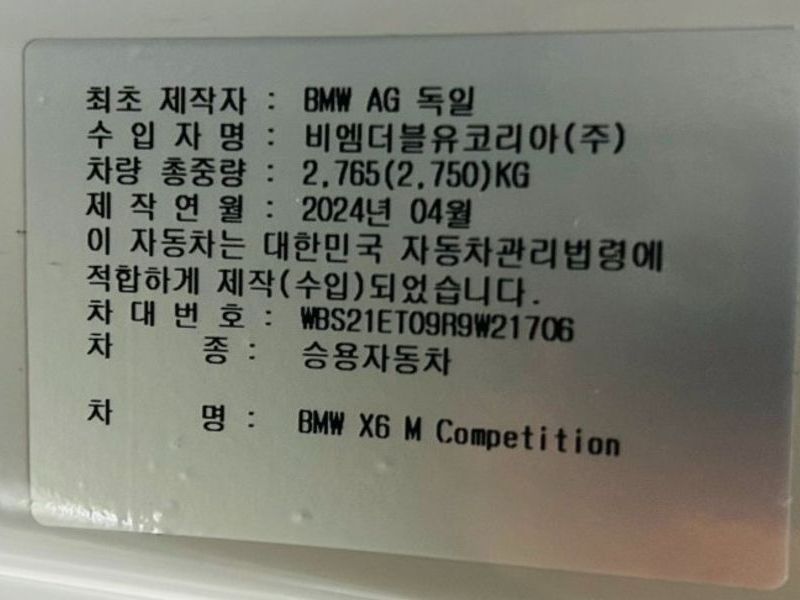 최초 제작자 : BMW AG 독일
수 입 자 명 : 비엠더블유코리아(주)
차량 총중량 : 2,765(2,750)KG
제 작 연 월 : 2024년 04월
이 자동차는 대한민국 자동차관리법령에
적합하게 제작(수입)되었습니다.
차 대 번 호 : WBS21ET09R9W21706
차 종 : 승용자동차
차 명 : BMW X6 M Competition